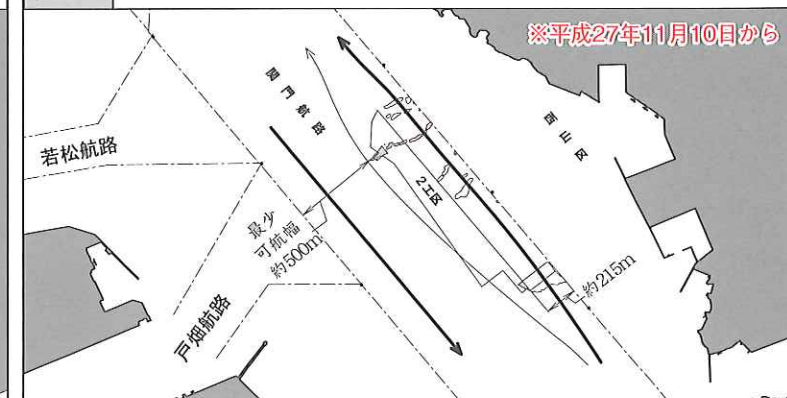 ※平成27年11月10日から
関門航路
西山区
若松航路
2工区
最少
可航幅
約500m
約215m
戸畑航路